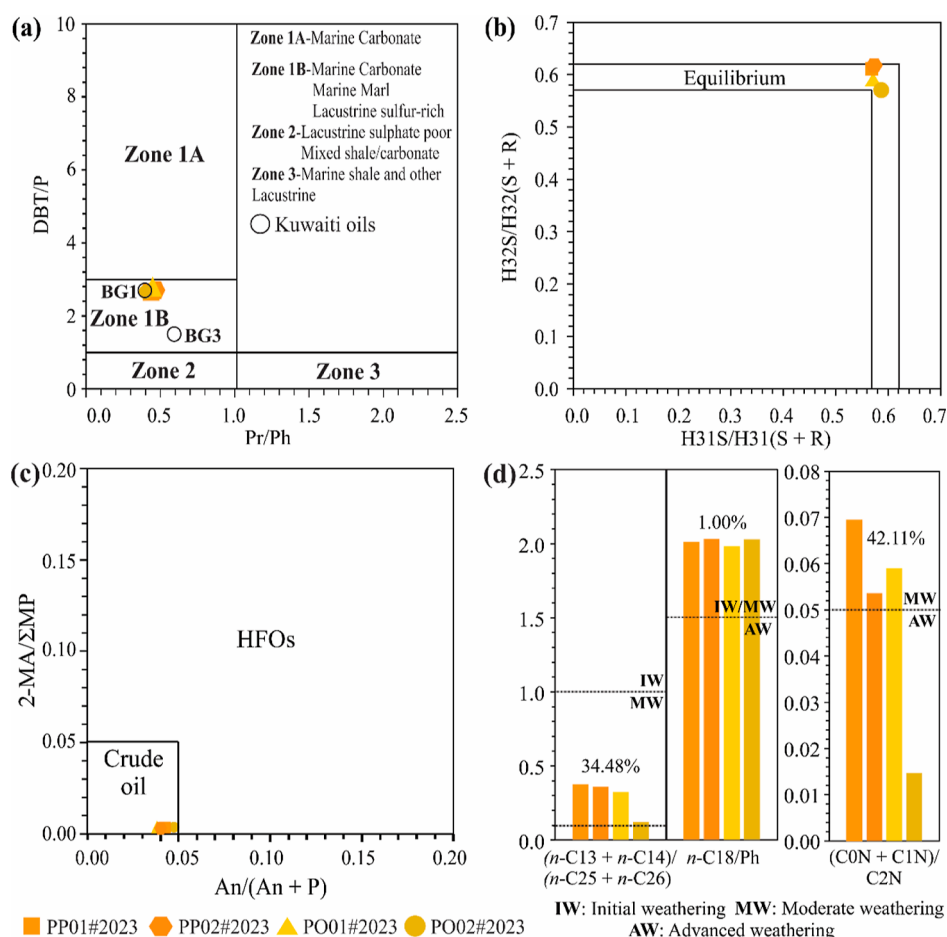 (a)
10
8
6
4
2
0
DBT/P
Zone 1A-Marine Carbonate
Zone 1B-Marine Carbonate
Marine Marl
Lacustrine sulfur-rich
Zone 2-Lacustrine sulphate poor
Mixed shale/carbonate
Zone 3-Marine shale and other
Lacustrine
Kuwaiti oils
Zone 1A
BG1
Zone 1B
BG3
Zone 2
Zone 3
0.0 0.5 1.0 1.5 2.0 2.5
Pr/Ph
(b)
0.7
0.6
0.5
0.4
0.3
0.2
0.1
0.0
H32S/H32(S + R)
Equilibrium
0.0 0.1 0.2 0.3 0.4 0.5 0.6 0.7
H31S/H31(S + R)
(c)
0.20
0.15
0.10
0.05
0.00
2-MA/ΣMP
HFOs
Crude
oil
0.00 0.05 0.10 0.15 0.20
An/(An + P)
(d)
2.5
2.0
1.5
1.0
0.5
0.0
1.00%
IW/MW
AW
IW
MW
34.48%
(n-C13 + n-C14)/
(n-C25 + n-C26)
n-C18/Ph
0.08
0.07
0.06
0.05
0.04
0.02
0.01
0.00
42.11%
MW
AW
(C0N + C1N)/
C2N
IW: Initial weathering MW: Moderate weathering
AW: Advanced weathering
PP01#2023 PP02#2023 PO01#2023 PO02#2023